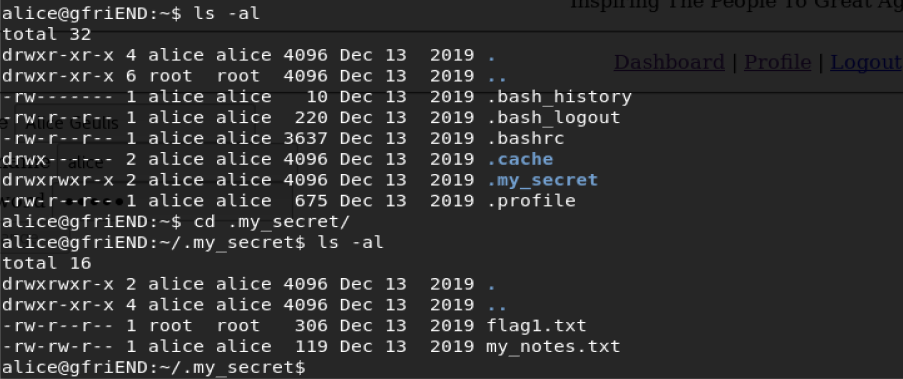 Inspiring The People To Great Ag
alice@gfriEND:~$ ls -al
total 32
drwxr-xr-x 4 alice alice 4096 Dec 13  2019 .
drwxr-xr-x 6 root  root  4096 Dec 13  2019 ..
Dashboard | Profile | Logout
-rw------- 1 alice alice   10 Dec 13  2019 .bash_history
-rw-r--r-- 1 alice alice  220 Dec 13  2019 .bash_logout
-rw-r--r-- 1 alice alice 3637 Dec 13  2019 .bashrc
drwx------ 2 alice alice 4096 Dec 13  2019 .cache
drwxrwxr-x 2 alice alice 4096 Dec 13  2019 .my_secret
-rw-r--r-- 1 alice alice  675 Dec 13  2019 .profile
alice@gfriEND:~$ cd .my_secret/
alice@gfriEND:~/.my_secret$ ls -al
total 16
drwxrwxr-x 2 alice alice 4096 Dec 13  2019 .
drwxr-xr-x 4 alice alice 4096 Dec 13  2019 ..
-rw-r--r-- 1 root  root   306 Dec 13  2019 flag1.txt
-rw-rw-r-- 1 alice alice  119 Dec 13  2019 my_notes.txt
alice@gfriEND:~/.my_secret$